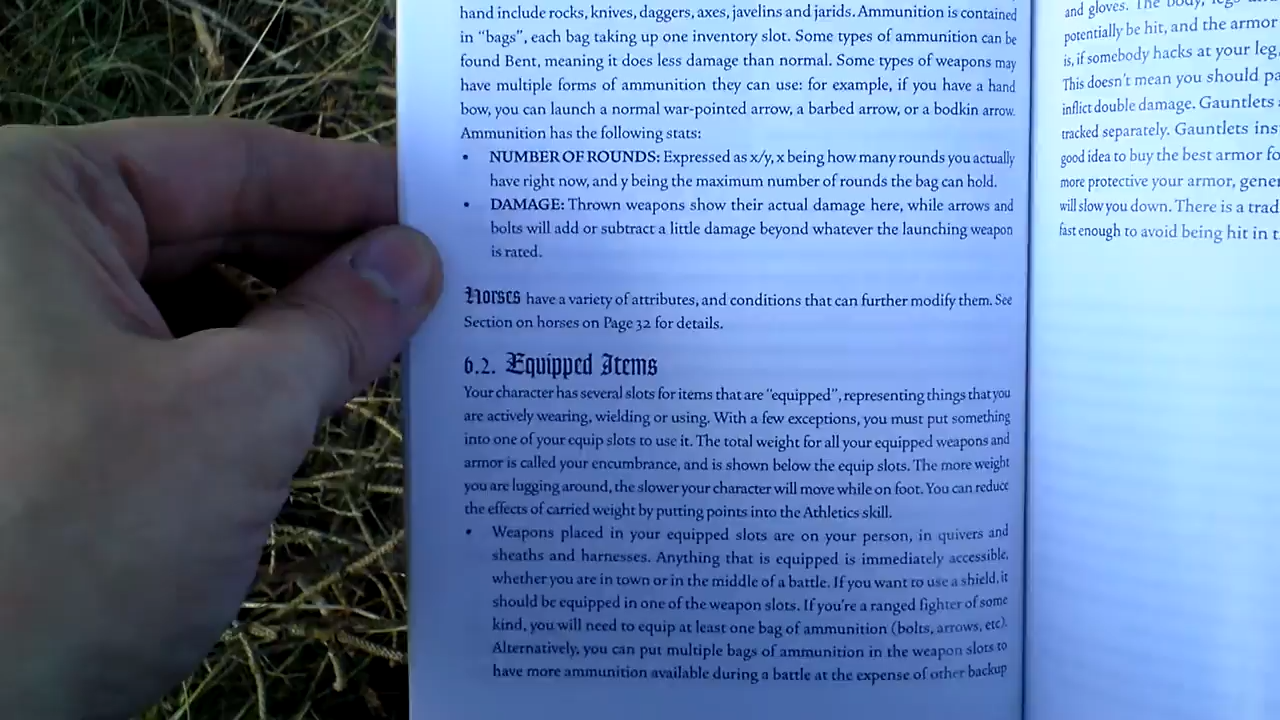 hand include rocks, knives, daggers, axes, javelins and jarids. Ammunition is contained
in “bags”, each bag taking up one inventory slot. Some types of ammunition can be
found Bent, meaning it does less damage than normal. Some types of weapons may
have multiple forms of ammunition they can use: for example, if you have a hand
bow, you can launch a normal war-pointed arrow, a barbed arrow, or a bodkin arrow.
Ammunition has the following stats:
• NUMBER OF ROUNDS: Expressed as x/y, x being how many rounds you actually
have right now, and y being the maximum number of rounds the bag can hold.
• DAMAGE: Thrown weapons show their actual damage here, while arrows and
bolts will add or subtract a little damage beyond whatever the launching weapon
is rated.
Horses have a variety of attributes, and conditions that can further modify them. See
Section on horses on Page 32 for details.
6.2. Equipped Items
Your character has several slots for items that are “equipped”, representing things that you
are actively wearing, wielding or using. With a few exceptions, you must put something
into one of your equip slots to use it. The total weight for all your equipped weapons and
armor is called your encumbrance, and is shown below the equip slots. The more weight
you are lugging around, the slower your character will move while on foot. You can reduce
the effects of carried weight by putting points into the Athletics skill.
• Weapons placed in your equipped slots are on your person, in quivers and
sheaths and harnesses. Anything that is equipped is immediately accessible,
whether you are in town or in the middle of a battle. If you want to use a shield, it
should be equipped in one of the weapon slots. If you're a ranged fighter of some
kind, you will need to equip at least one bag of ammunition (bolts, arrows, etc).
Alternatively, you can put multiple bags of ammunition in the weapon slots to
have more ammunition available during a battle at the expense of other backup
and gloves. The body, legs
potentially be hit, and the armor
is, if somebody hacks at your leg,
This doesn't mean you should
inflict double damage. Gauntlets
tracked separately. Gauntlets
good idea to buy the best armor
more protective your armor,
will slow you down. There is a
fast enough to avoid being hit in